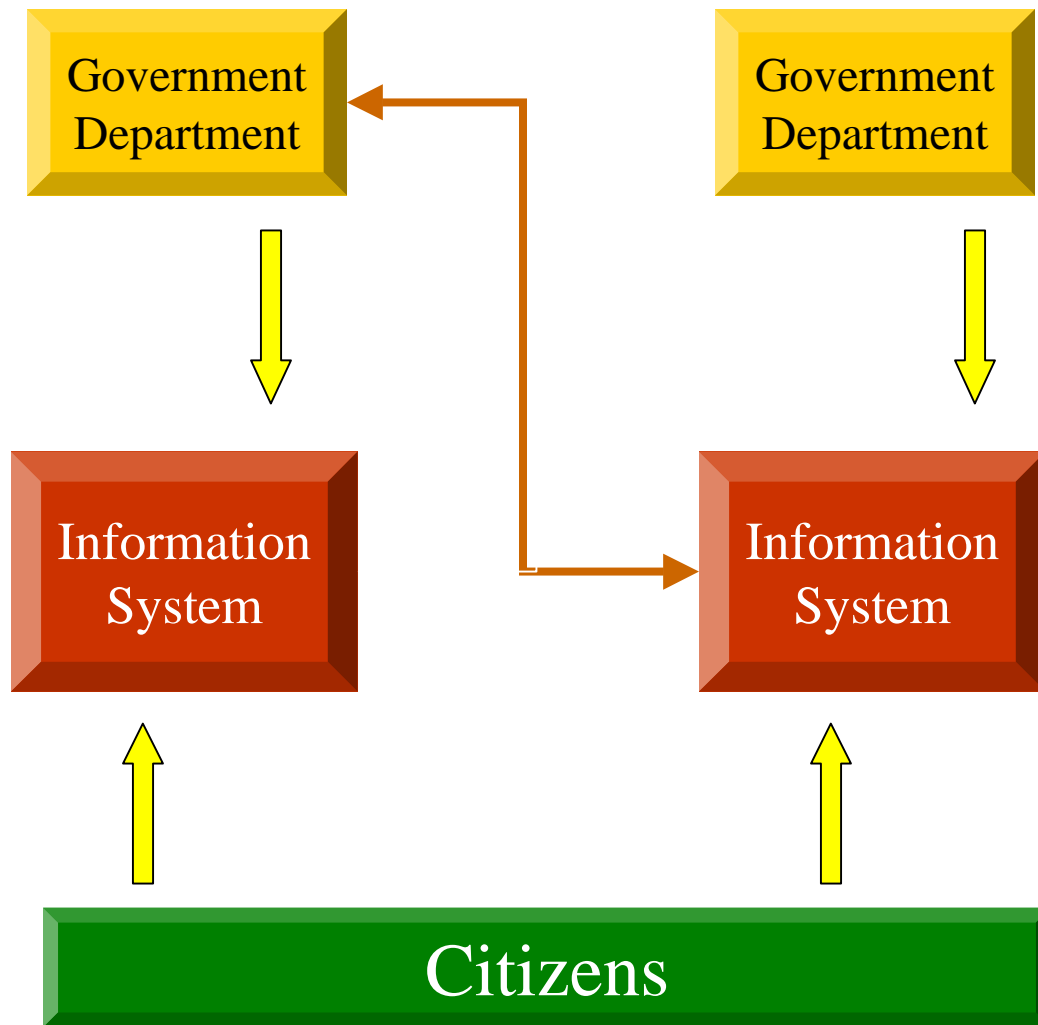 Government
Department
Government
Department
Information
System
Information
System
Citizens